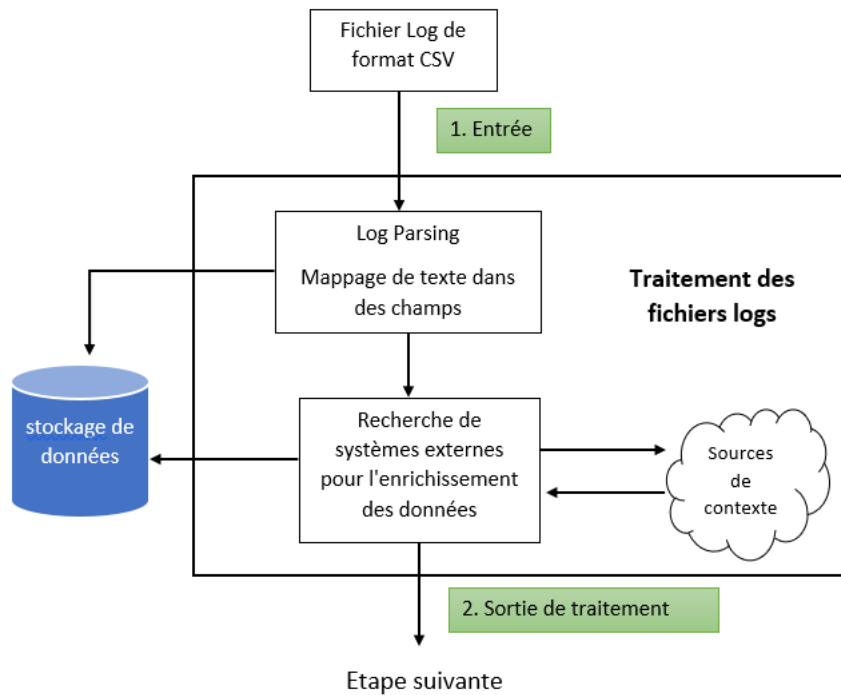 Fichier Log de
format CSV
1. Entrée
Log Parsing
Mappage de texte dans
des champs
Traitement des
fichiers logs
stockage de
données
Recherche de
systèmes externes
pour l'enrichissement
des données
Sources
de
contexte
2. Sortie de traitement
Etape suivante